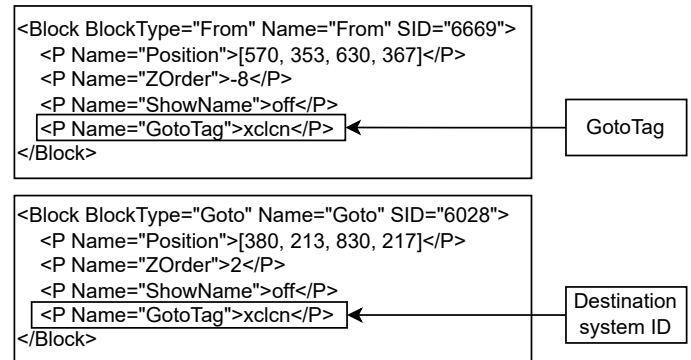 <Block BlockType="From" Name="From" SID="6669">
<P Name="Position">[570, 353, 630, 367]</P>
<P Name="ZOrder">-8</P>
<P Name="ShowName">off</P>
<P Name="GotoTag">xclcn</P>
GotoTag
</Block>
<Block BlockType="Goto" Name="Goto" SID="6028">
<P Name="Position">[380, 213, 830, 217]</P>
<P Name="ZOrder">2</P>
<P Name="ShowName">off</P>
<P Name="GotoTag">xclcn</P>
Destination
system ID
</Block>